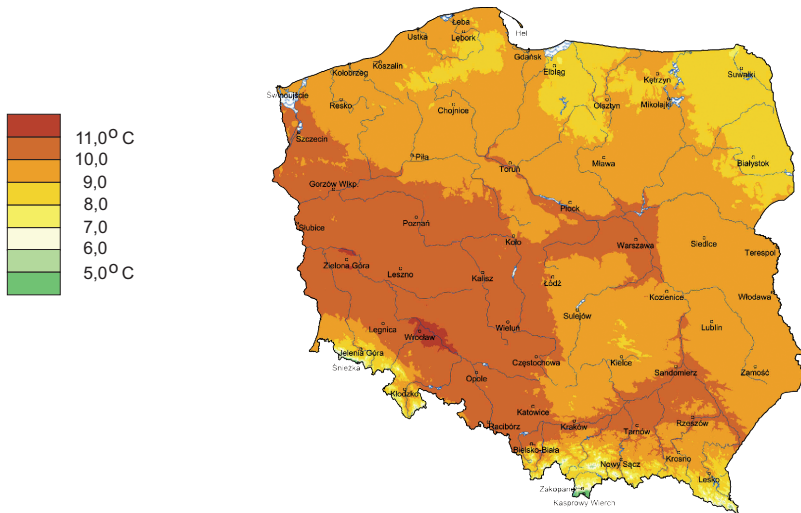 11,0° C
10,0
9,0
8,0
7,0
6,0
5,0° C
Łeba
Hel
Ustka
Lębork
Gdańsk
Koszalin
Kołobrzeg
Elbląg
Kętrzyn
Suwałki
Świnoujście
Resko
Chojnice
Olsztyn
Mikołajki
Szczecin
Piła
Toruń
Mława
Białystok
Gorzów Wlkp.
Płock
Słubice
Poznań
Koło
Warszawa
Siedlce
Terespol
Zielona Góra
Leszno
Kalisz
Łódź
Kozienice
Włodawa
Sulejów
Legnica
Wrocław
Wieluń
Lublin
Jelenia Góra
Śnieżka
Częstochowa
Kielce
Sandomierz
Zamość
Opole
Kłodzko
Katowice
Racibórz
Kraków
Tarnów
Rzeszów
Bielsko-Biała
Nowy Sącz
Krosno
Lesko
Zakopane
Kasprowy Wierch